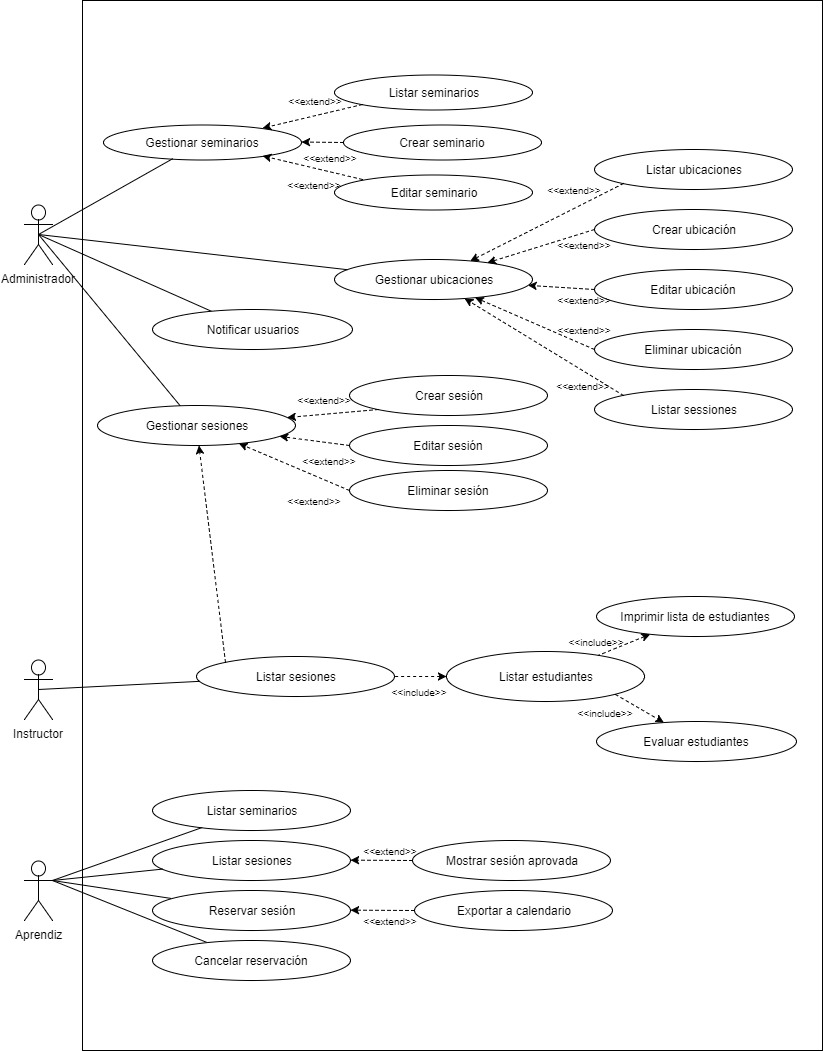 Listar seminarios
<<extend>>
Gestionar seminarios
Crear seminario
<<extend>>
Editar seminario
<<extend>>
Listar ubicaciones
<<extend>>
Crear ubicación
<<extend>>
Administrador
Gestionar ubicaciones
Editar ubicación
<<extend>>
Notificar usuarios
<<extend>>
Eliminar ubicación
<<extend>>
Listar sessiones
Crear sesión
<<extend>>
Gestionar sesiones
Editar sesión
<<extend>>
Eliminar sesión
<<extend>>
Imprimir lista de estudiantes
<<include>>
Listar sesiones
<<include>>
Listar estudiantes
<<include>>
Instructor
Evaluar estudiantes
Listar seminarios
Listar sesiones
<<extend>>
Mostrar sesión aprovada
Reservar sesión
<<extend>>
Exportar a calendario
Aprendiz
Cancelar reservación